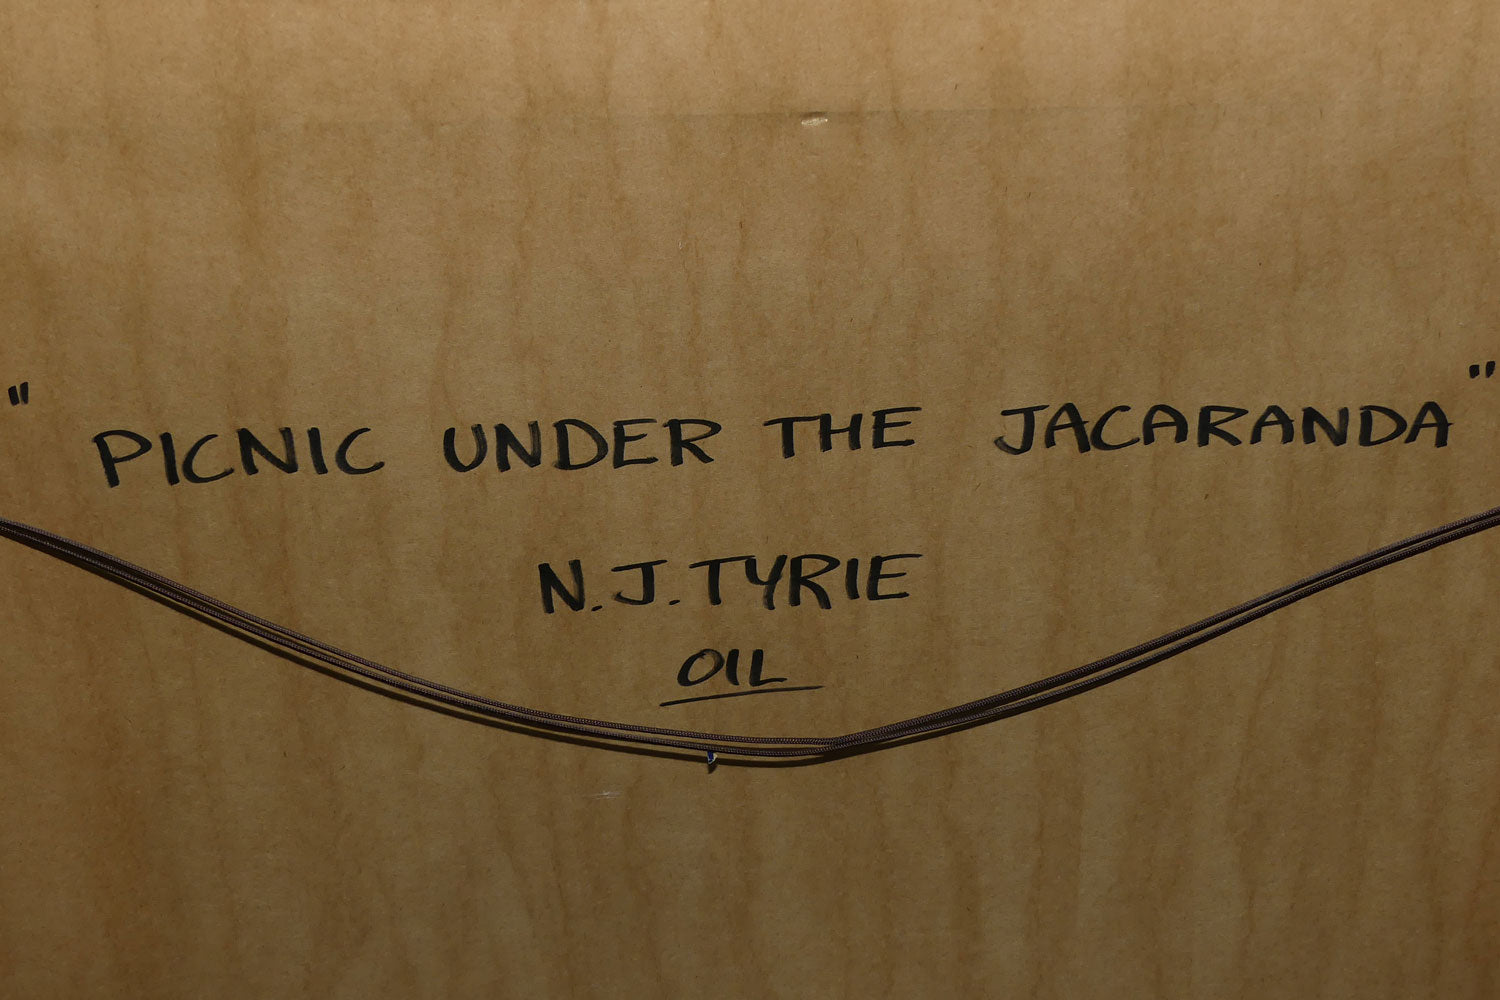 "PICNIC UNDER THE JACARANDA"
N.J.TYRIE
OIL